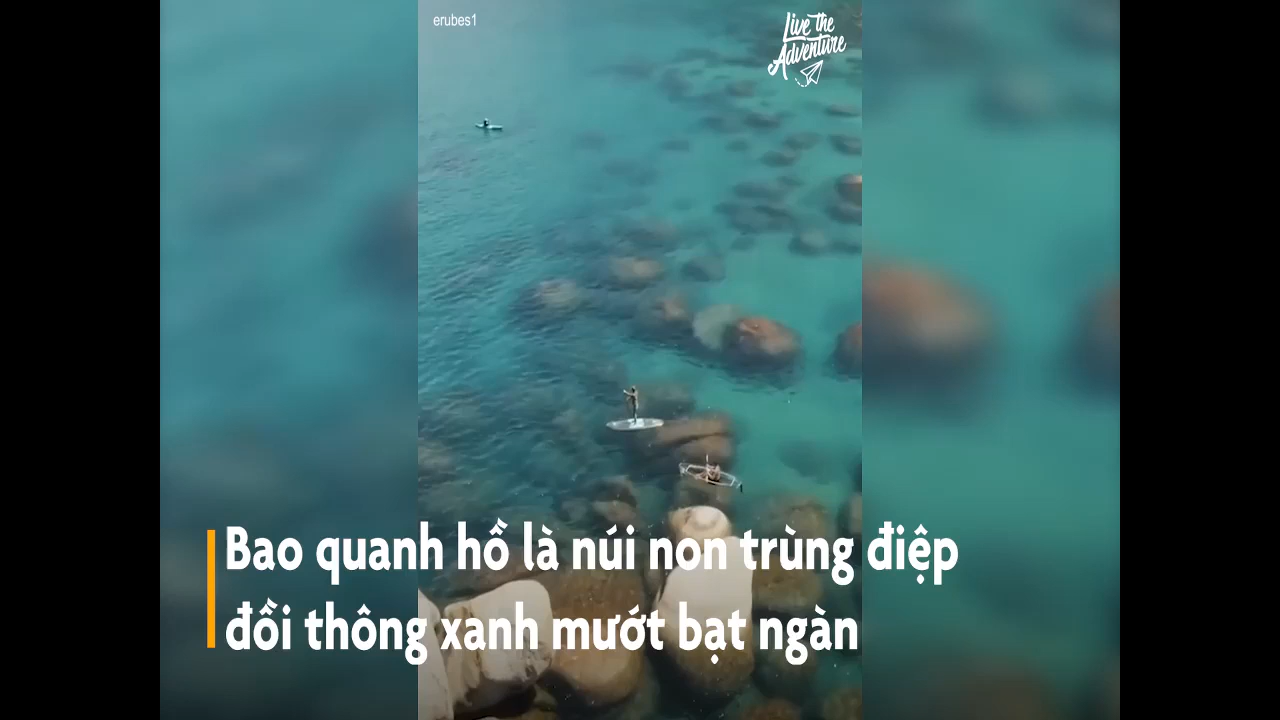 erubes1
Live the
Adventure
Bao quanh hồ là núi non trùng điệp
đồi thông xanh mướt bạt ngàn